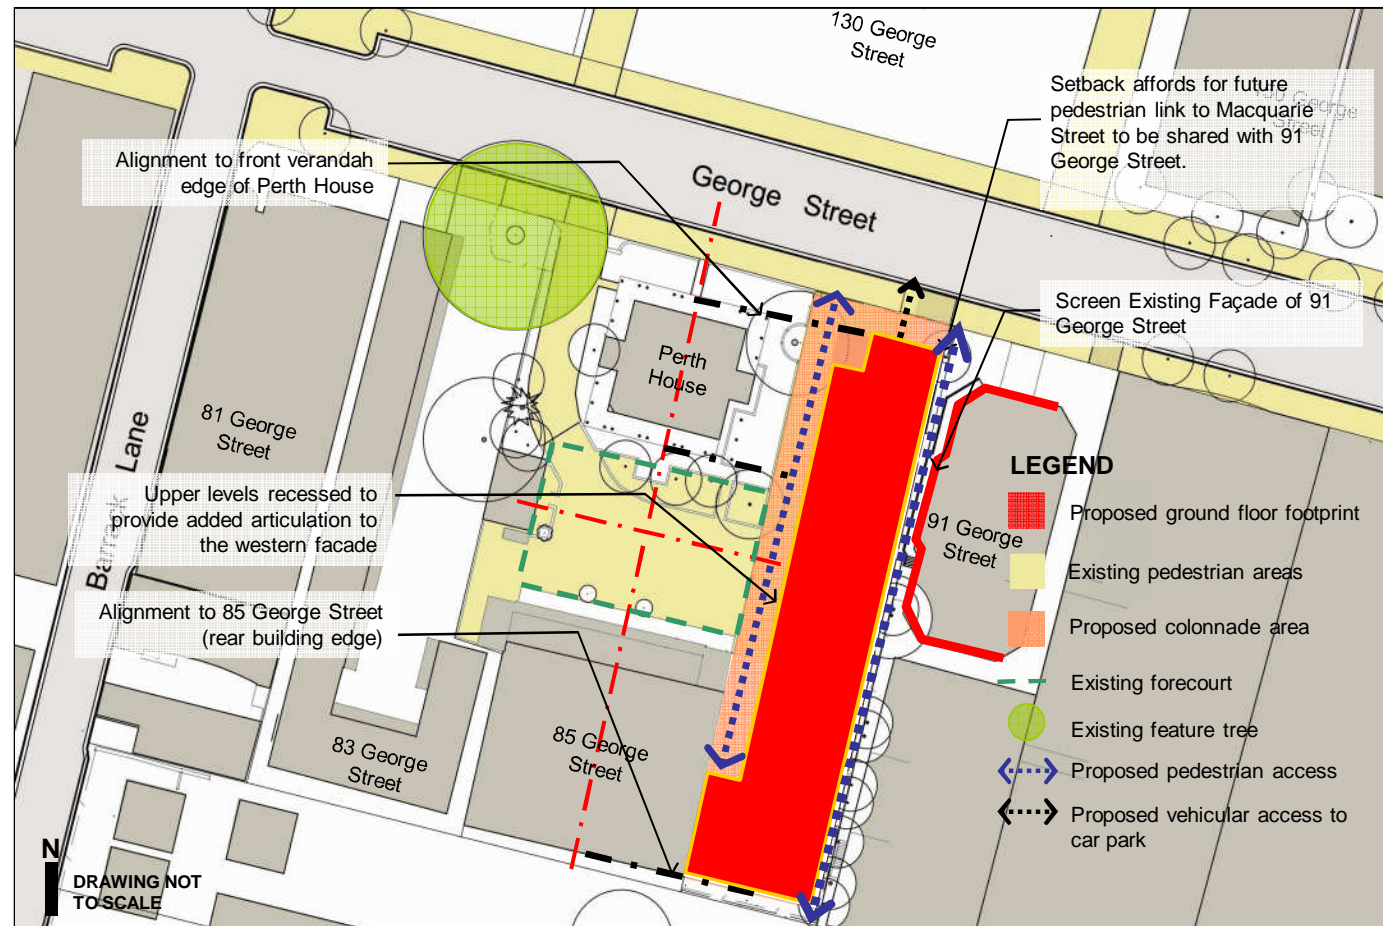 130 George
Street
Setback affords for future
pedestrian link to Macquarie
Street to be shared with 91
George Street.
Alignment to front verandah
edge of Perth House
George Street
Screen Existing Façade of 91
George Street
Perth
House
81 George
Street
Barrack Lane
LEGEND
Proposed ground floor footprint
Existing pedestrian areas
Proposed colonnade area
Existing forecourt
Existing feature tree
Proposed pedestrian access
Proposed vehicular access to
car park
Upper levels recessed to
provide added articulation to
the western facade
91 George
Street
Alignment to 85 George Street
(rear building edge)
83 George
Street
85 George
Street
N
DRAWING NOT
TO SCALE